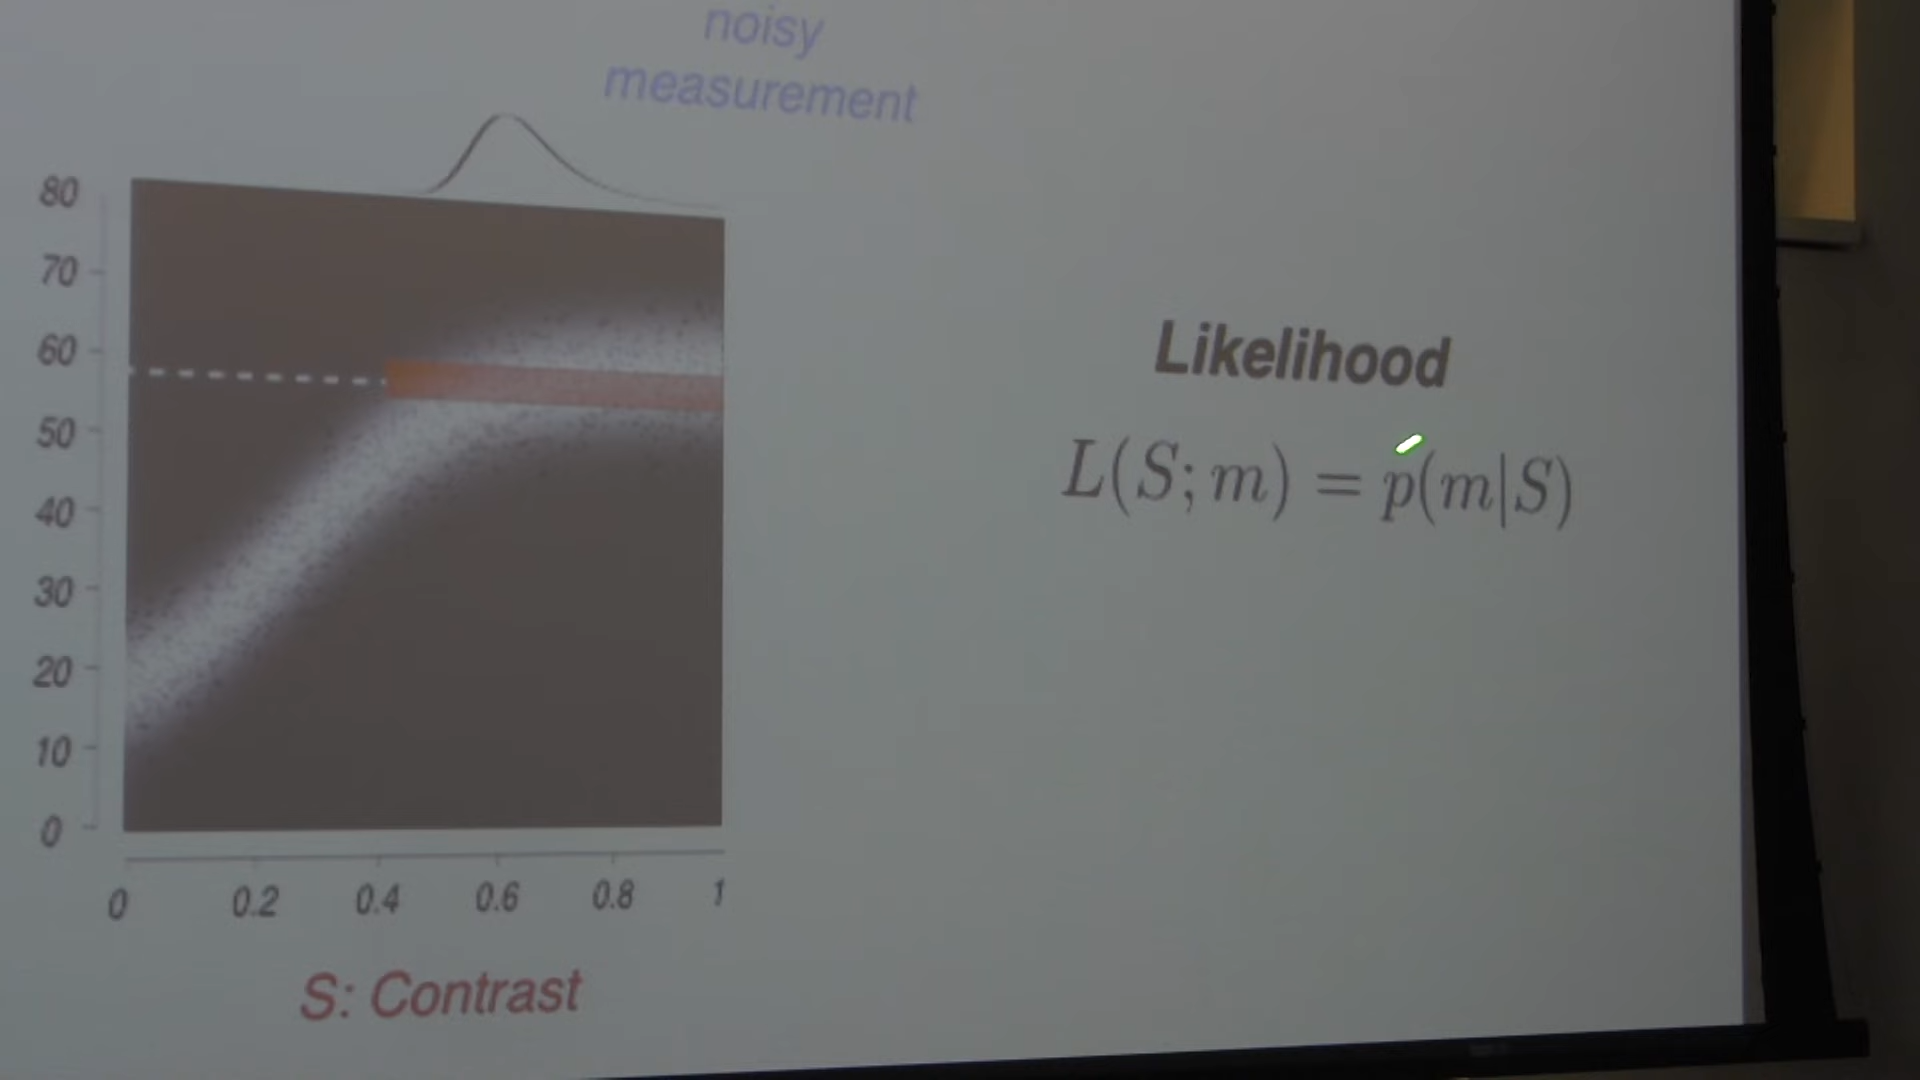 noisy
measurement
80
70
60
50
40
30
20
10
0
0 0.2 0.4 0.6 0.8 1
S: Contrast
Likelihood
L(S; m) = p(m|S)